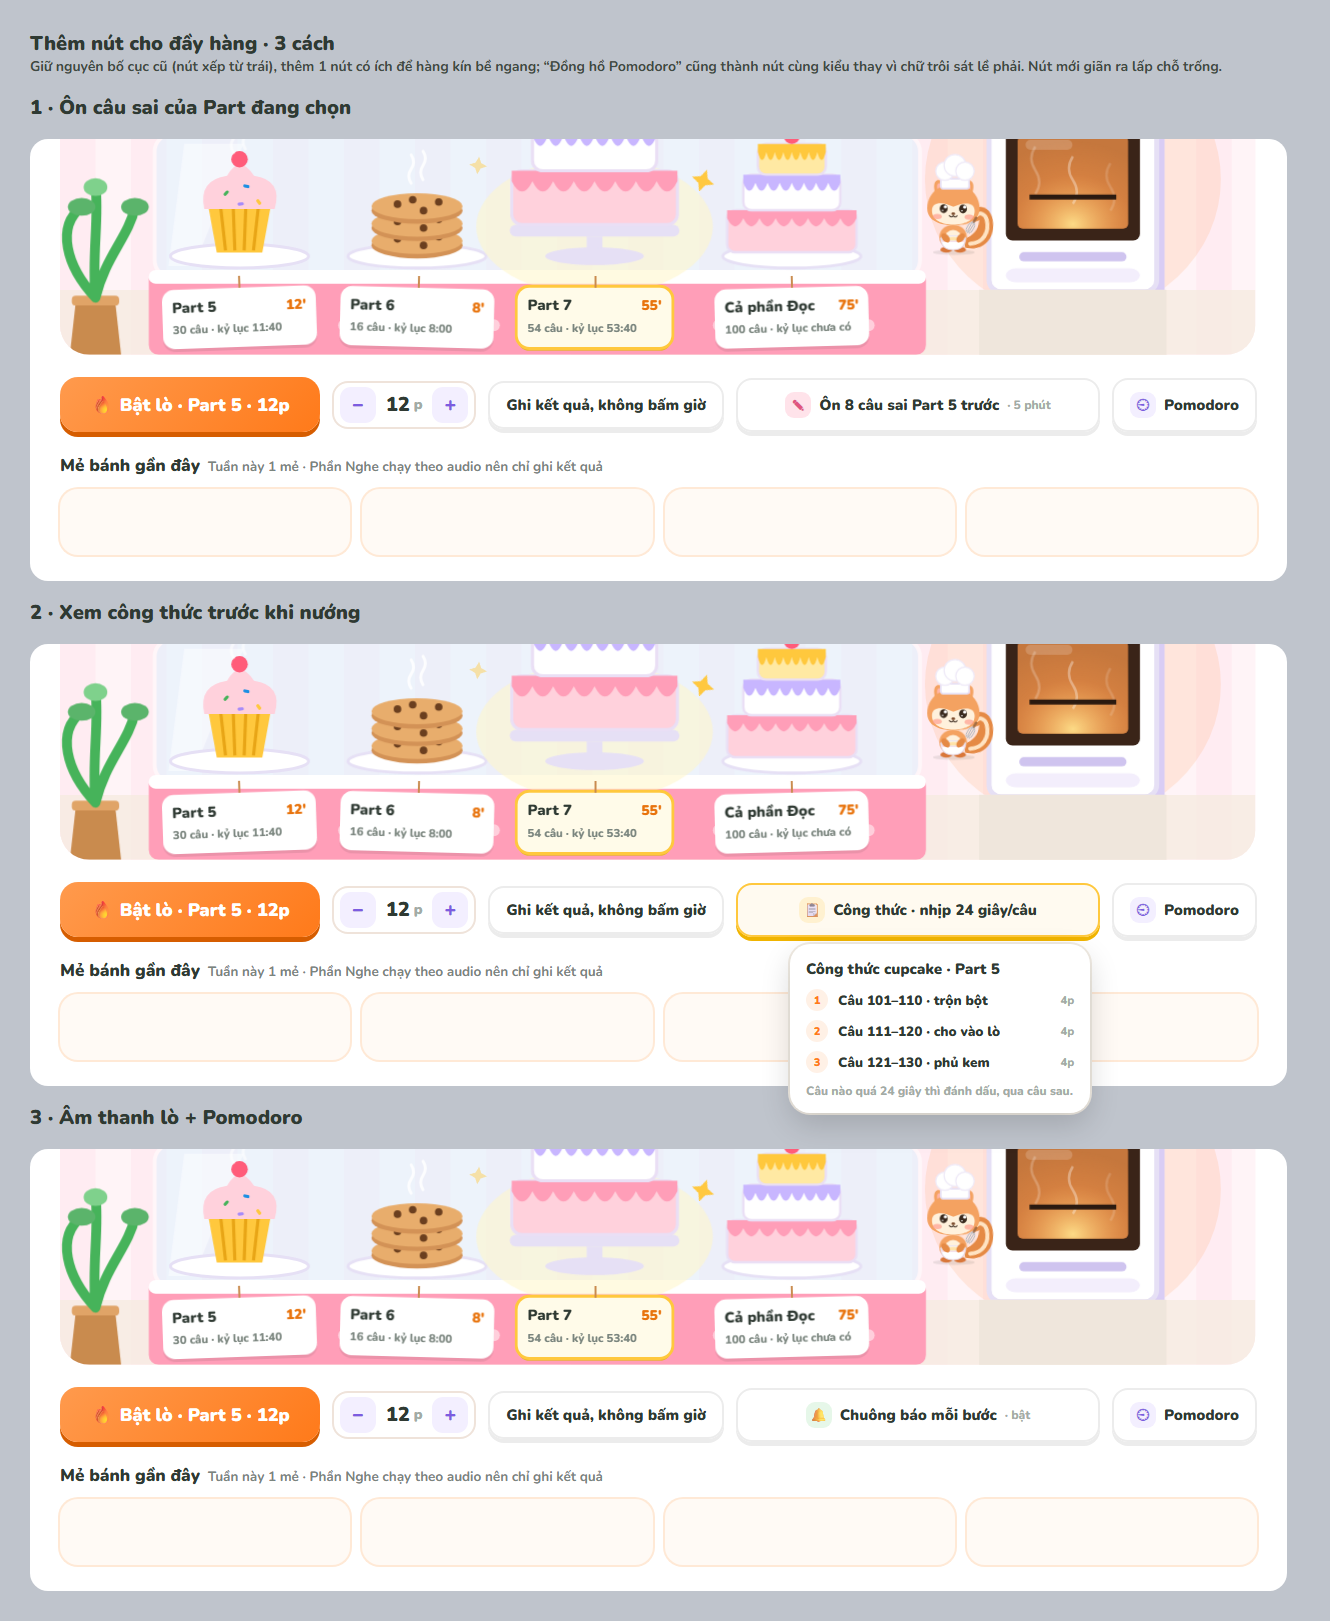 Thêm nút cho đầy hàng · 3 cách
Giữ nguyên bố cục cũ (nút xếp từ trái), thêm 1 nút có ích để hàng kín bề ngang; “Đồng hồ Pomodoro” cũng thành nút cùng kiểu thay vì chữ trôi sát lề phải. Nút mới giãn ra lấp chỗ trống.
1 · Ôn câu sai của Part đang chọn
Part 5 12'
30 câu · kỷ lục 11:40
Part 6 8'
16 câu · kỷ lục 8:00
Part 7 55'
54 câu · kỷ lục 53:40
Cả phần Đọc 75'
100 câu · kỷ lục chưa có
Bật lò · Part 5 · 12p
− 12 p +
Ghi kết quả, không bấm giờ
Ôn 8 câu sai Part 5 trước · 5 phút
Pomodoro
Mẻ bánh gần đây Tuần này 1 mẻ · Phần Nghe chạy theo audio nên chỉ ghi kết quả
2 · Xem công thức trước khi nướng
Part 5 12'
30 câu · kỷ lục 11:40
Part 6 8'
16 câu · kỷ lục 8:00
Part 7 55'
54 câu · kỷ lục 53:40
Cả phần Đọc 75'
100 câu · kỷ lục chưa có
Bật lò · Part 5 · 12p
− 12 p +
Ghi kết quả, không bấm giờ
Công thức · nhịp 24 giây/câu
Pomodoro
Mẻ bánh gần đây Tuần này 1 mẻ · Phần Nghe chạy theo audio nên chỉ ghi kết quả
Công thức cupcake · Part 5
1 Câu 101–110 · trộn bột 4p
2 Câu 111–120 · cho vào lò 4p
3 Câu 121–130 · phủ kem 4p
Câu nào quá 24 giây thì đánh dấu, qua câu sau.
3 · Âm thanh lò + Pomodoro
Part 5 12'
30 câu · kỷ lục 11:40
Part 6 8'
16 câu · kỷ lục 8:00
Part 7 55'
54 câu · kỷ lục 53:40
Cả phần Đọc 75'
100 câu · kỷ lục chưa có
Bật lò · Part 5 · 12p
− 12 p +
Ghi kết quả, không bấm giờ
Chuông báo mỗi bước · bật
Pomodoro
Mẻ bánh gần đây Tuần này 1 mẻ · Phần Nghe chạy theo audio nên chỉ ghi kết quả